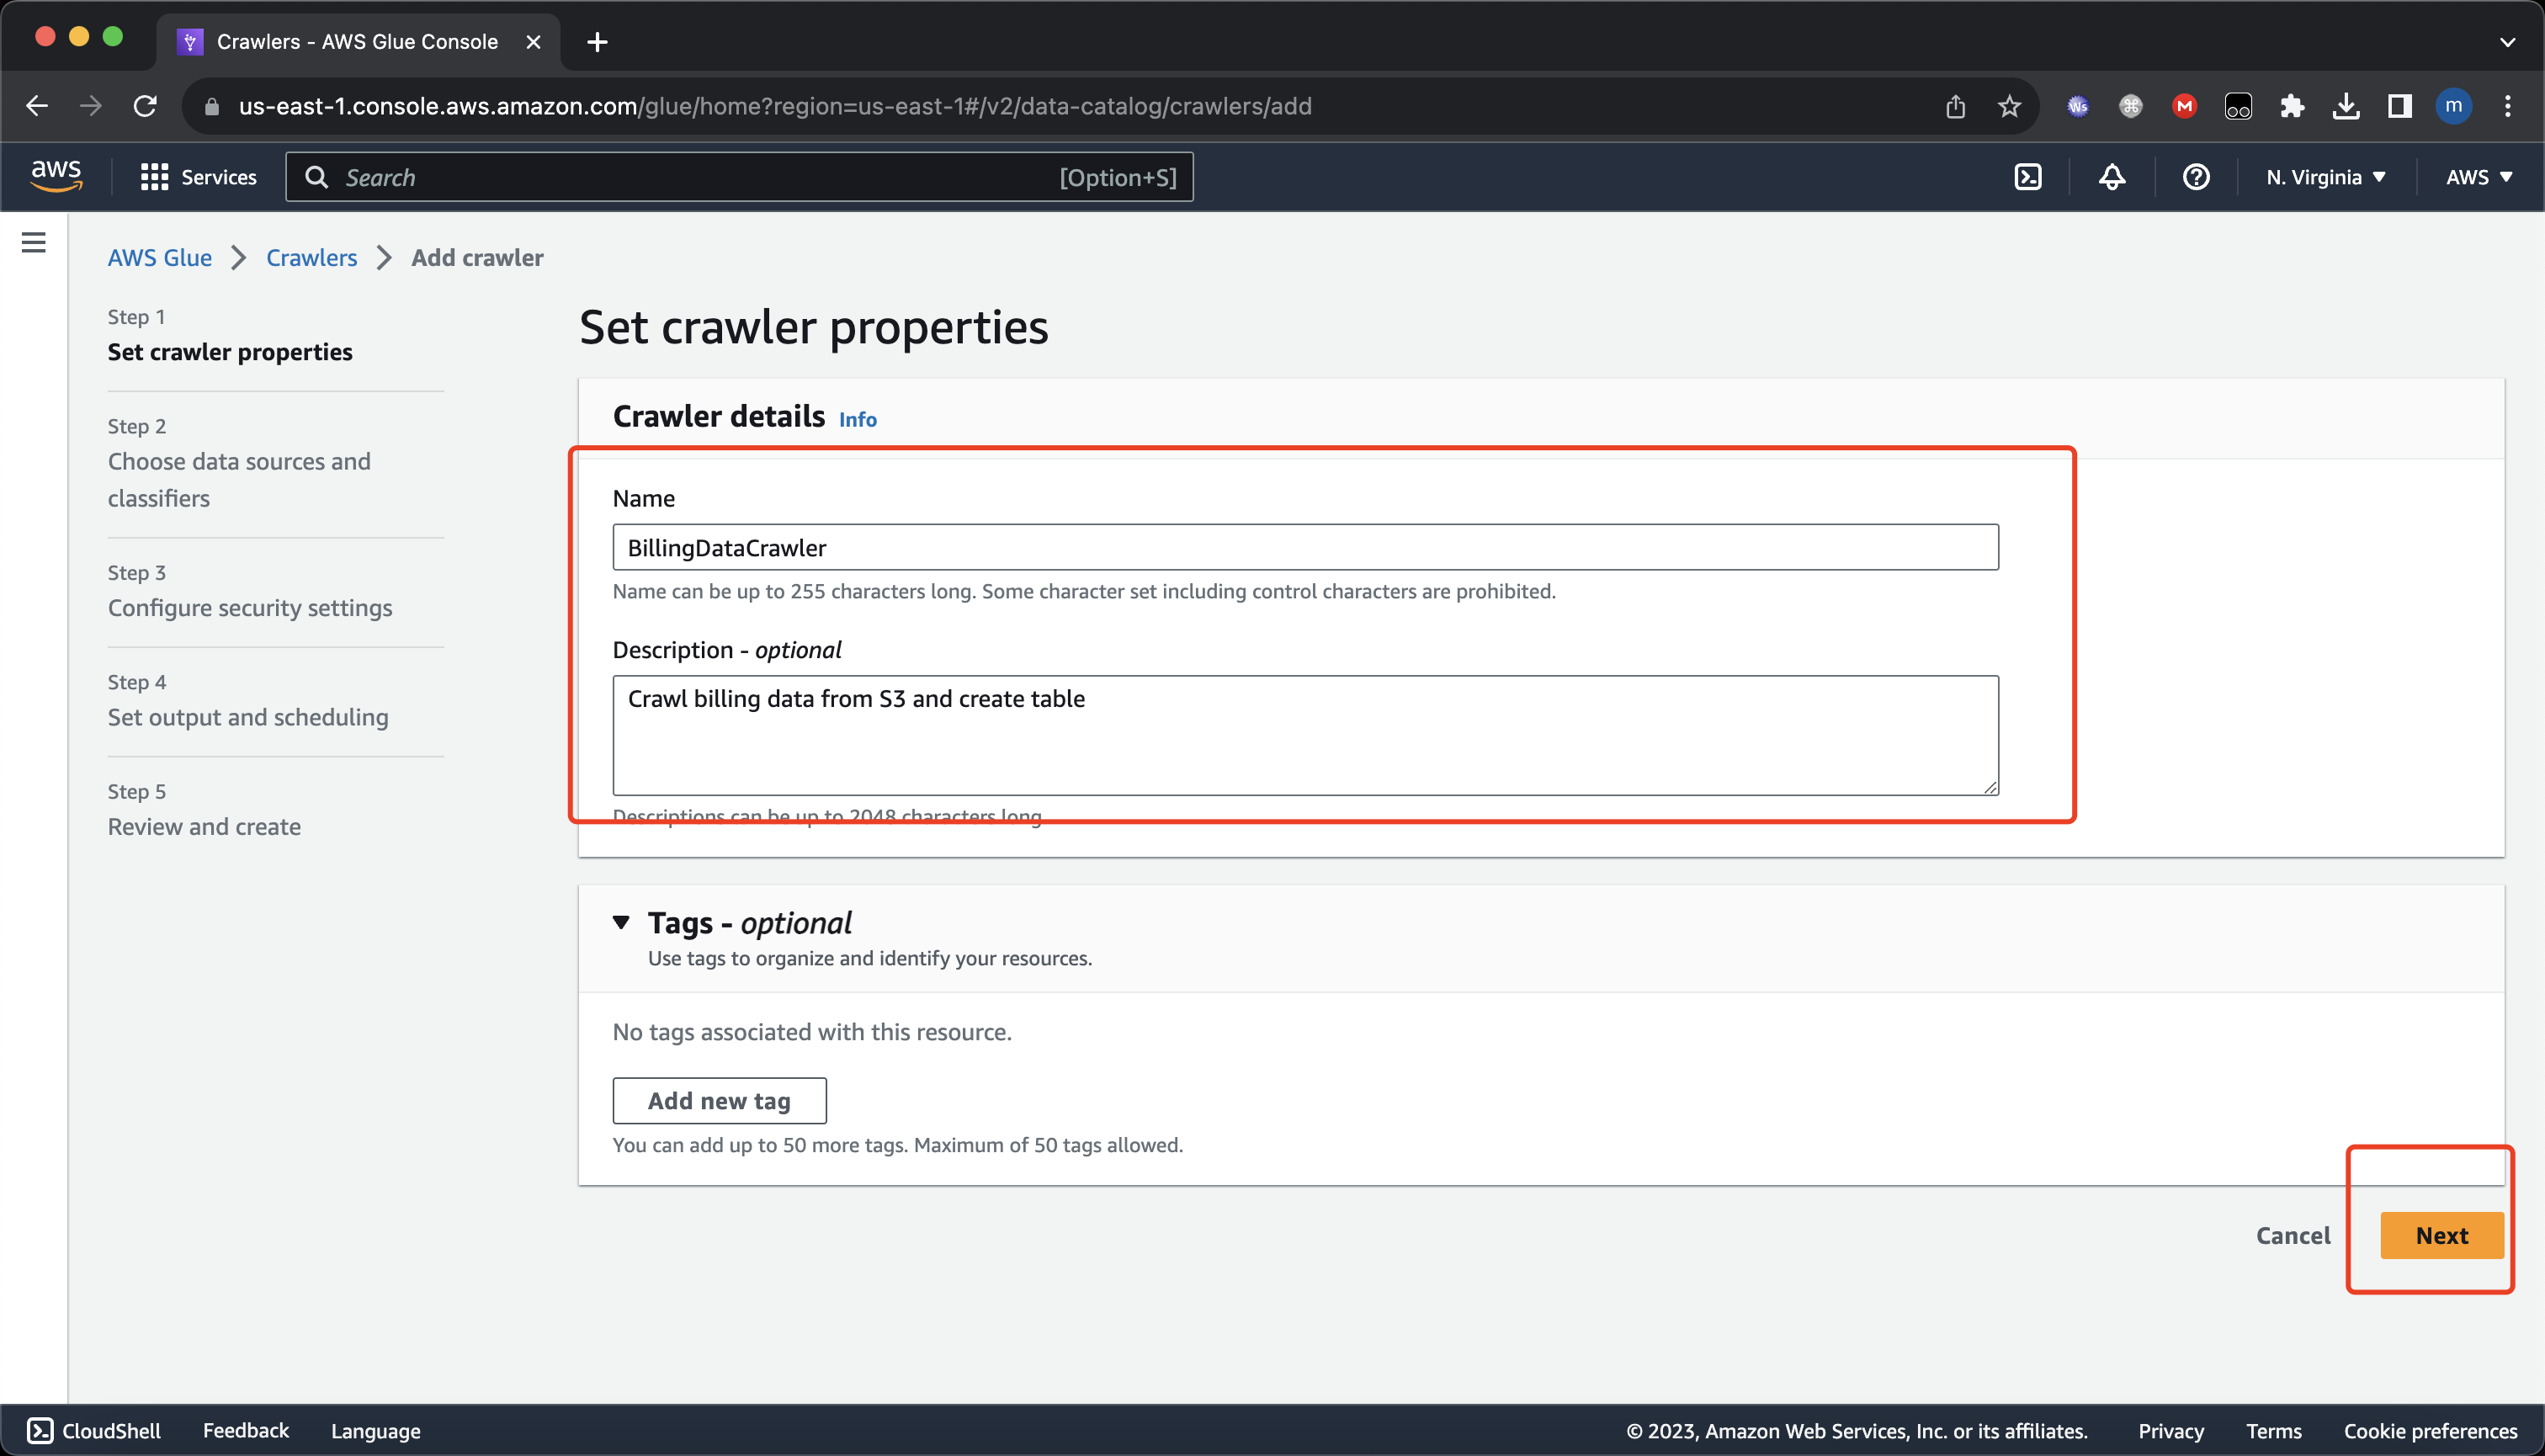 Crawlers - AWS Glue Console
us-east-1.console.aws.amazon.com/glue/home?region=us-east-1#/v2/data-catalog/crawlers/add
Ws
M
m
aws
Services
Search
[Option+S]
N. Virginia
AWS
AWS Glue
Crawlers
Add crawler
Step 1
Set crawler properties
Step 2
Choose data sources and
classifiers
Step 3
Configure security settings
Step 4
Set output and scheduling
Step 5
Review and create
Set crawler properties
Crawler details Info
Name
BillingDataCrawler
Name can be up to 255 characters long. Some character set including control characters are prohibited.
Description - optional
Crawl billing data from S3 and create table
Descriptions can be up to 2048 characters long.
Tags - optional
Use tags to organize and identify your resources.
No tags associated with this resource.
Add new tag
You can add up to 50 more tags. Maximum of 50 tags allowed.
Cancel
Next
CloudShell
Feedback
Language
© 2023, Amazon Web Services, Inc. or its affiliates.
Privacy
Terms
Cookie preferences